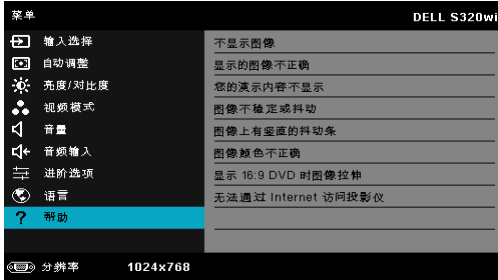 菜单
DELL S320wi
输入选择
自动调整
亮度/对比度
视频模式
音量
音频输入
进阶选项
语言
帮助
不显示图像
显示的图像不正确
您的演示内容不显示
图像不稳定或抖动
图像上有竖直的抖动条
图像颜色不正确
显示 16:9 DVD 时图像拉伸
无法通过 Internet 访问投影仪
分辨率 1024x768